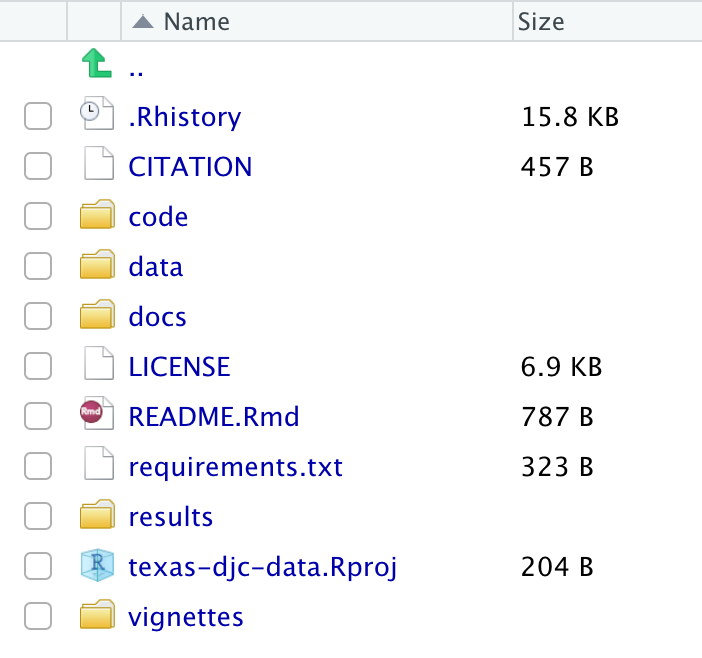 Name Size
..
.Rhistory 15.8 KB
CITATION 457 B
code
data
docs
LICENSE 6.9 KB
Rmd README.Rmd 787 B
requirements.txt 323 B
results
R texas-djc-data.Rproj 204 B
vignettes